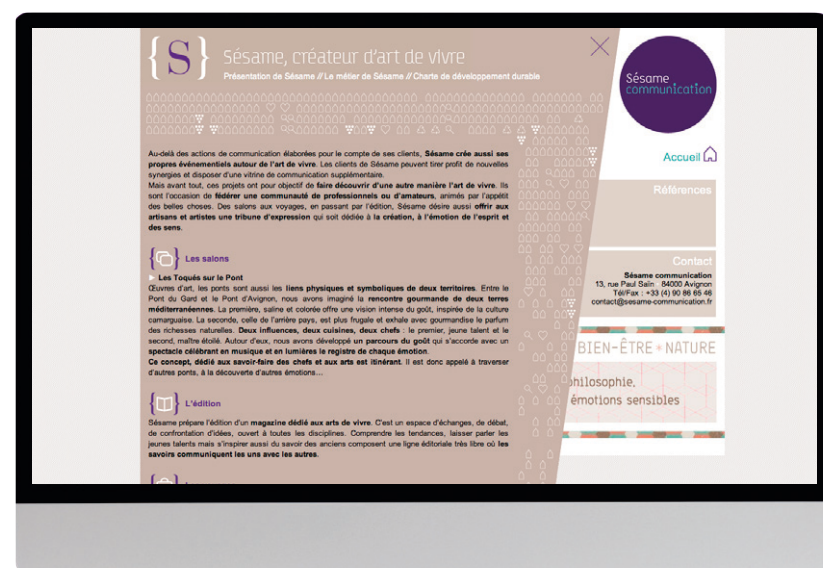 {S}
Sésame, créateur d'art de vivre
Présentation de Sésame // Le métier de Sésame // Charte de développement durable
Au-delà des actions de communication élaborées pour le compte de ses clients, Sésame crée aussi ses
propres événementiels autour de l'art de vivre. Les clients de Sésame peuvent tirer profit de nouvelles
synergies et disposer d'une vitrine de communication supplémentaire.
Mais avant tout, ces projets ont pour objectif de faire découvrir d'une autre manière l'art de vivre. Ils
sont l'occasion de fédérer une communauté de professionnels ou d'amateurs, animés par l'appétit
des belles choses. Des salons aux voyages, en passant par l'édition, Sésame désire aussi offrir aux
artisans et artistes une tribune d'expression qui soit dédiée à la création, à l'émotion de l'esprit et
des sens.
Les salons
Les Toqués sur le Pont
Œuvres d'art, les ponts sont aussi les liens physiques et symboliques de deux territoires. Entre le
Pont du Gard et le Pont d'Avignon, nous avons imaginé la rencontre gourmande de deux terres
méditerranéennes. La première, saline et colorée offre une vision intense du goût, inspirée de la culture
camarguaise. La seconde, celle de l'arrière pays, est plus frugale et exhale avec gourmandise le parfum
des richesses naturelles. Deux influences, deux cuisines, deux chefs : le premier, jeune talent et le
second, maître étoilé. Autour d'eux, nous avons développé un parcours du goût qui s'accorde avec un
spectacle célébrant en musique et en lumières le registre de chaque émotion.
Ce concept, dédié aux savoir-faire des chefs et aux arts est itinérant. Il est donc appelé à traverser
d'autres ponts, à la découverte d'autres émotions…
L'édition
Sésame prépare l'édition d'un magazine dédié aux arts de vivre. C'est un espace d'échanges, de débat,
de confrontation d'idées, ouvert à toutes les disciplines. Comprendre les tendances, laisser parler les
jeunes talents mais s'inspirer aussi du savoir des anciens composent une ligne éditoriale très libre où les
savoirs communiquent les uns avec les autres.
Sésame
communication
Accueil
Références
Contact
Sésame communication
13, rue Paul Saïn 84000 Avignon
Tél/Fax : +33 (4) 90 86 65 46
contact@sesame-communication.fr
BIEN-ÊTRE * NATURE
philosophie,
émotions sensibles